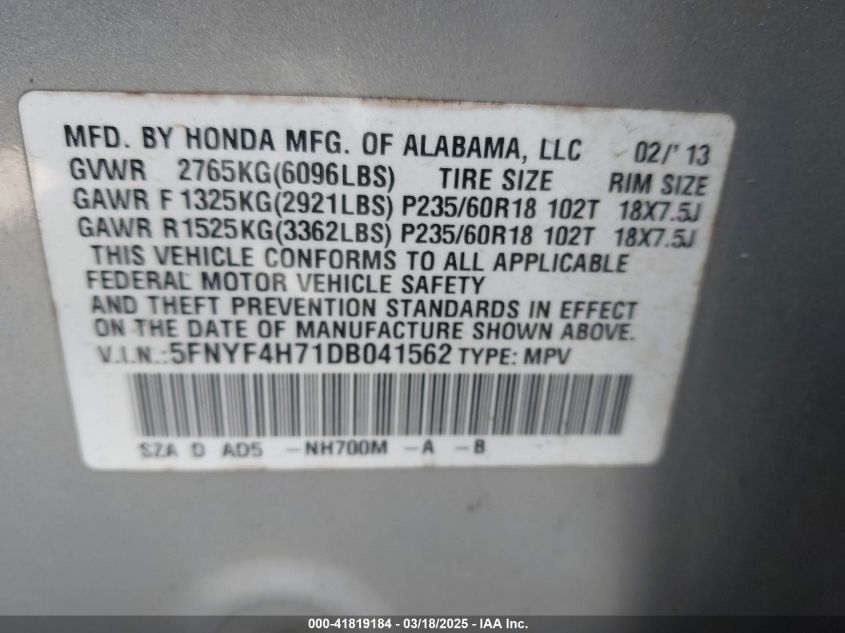 MFD. BY HONDA MFG. OF ALABAMA, LLC 02/'13
GVWR 2765KG(6096LBS) TIRE SIZE RIM SIZE
GAWR F 1325KG(2921LBS) P235/60R18 102T 18X7.5J
GAWR R1525KG(3362LBS) P235/60R18 102T 18X7.5J
THIS VEHICLE CONFORMS TO ALL APPLICABLE
FEDERAL MOTOR VEHICLE SAFETY
AND THEFT PREVENTION STANDARDS IN EFFECT
ON THE DATE OF MANUFACTURE SHOWN ABOVE.
V.I.N.:5FNYF4H71DB041562 TYPE: MPV
SZA D AD5 -NH700M -A -B
000-41819184 — 03/18/2025 — IAA Inc.